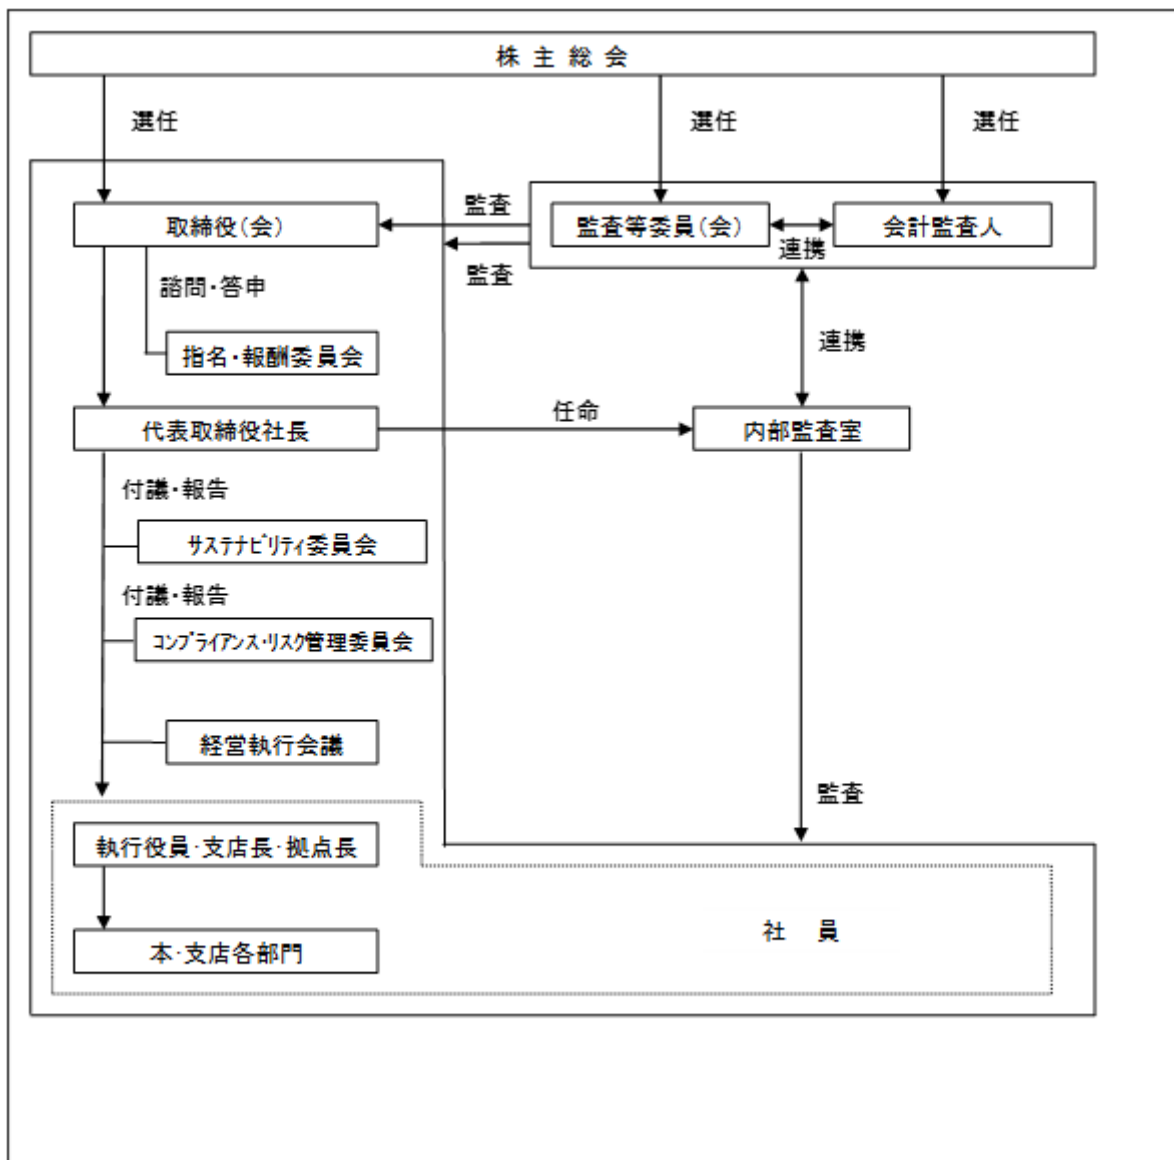 株 主 総 会
選任
選任
選任
取締役(会)
監査
監査
監査等委員(会)
連携
会計監査人
諮問・答申
指名・報酬委員会
連携
代表取締役社長
任命
内部監査室
付議・報告
サステナビリティ委員会
付議・報告
コンプライアンス・リスク管理委員会
経営執行会議
監査
執行役員・支店長・拠点長
社 員
本・支店各部門